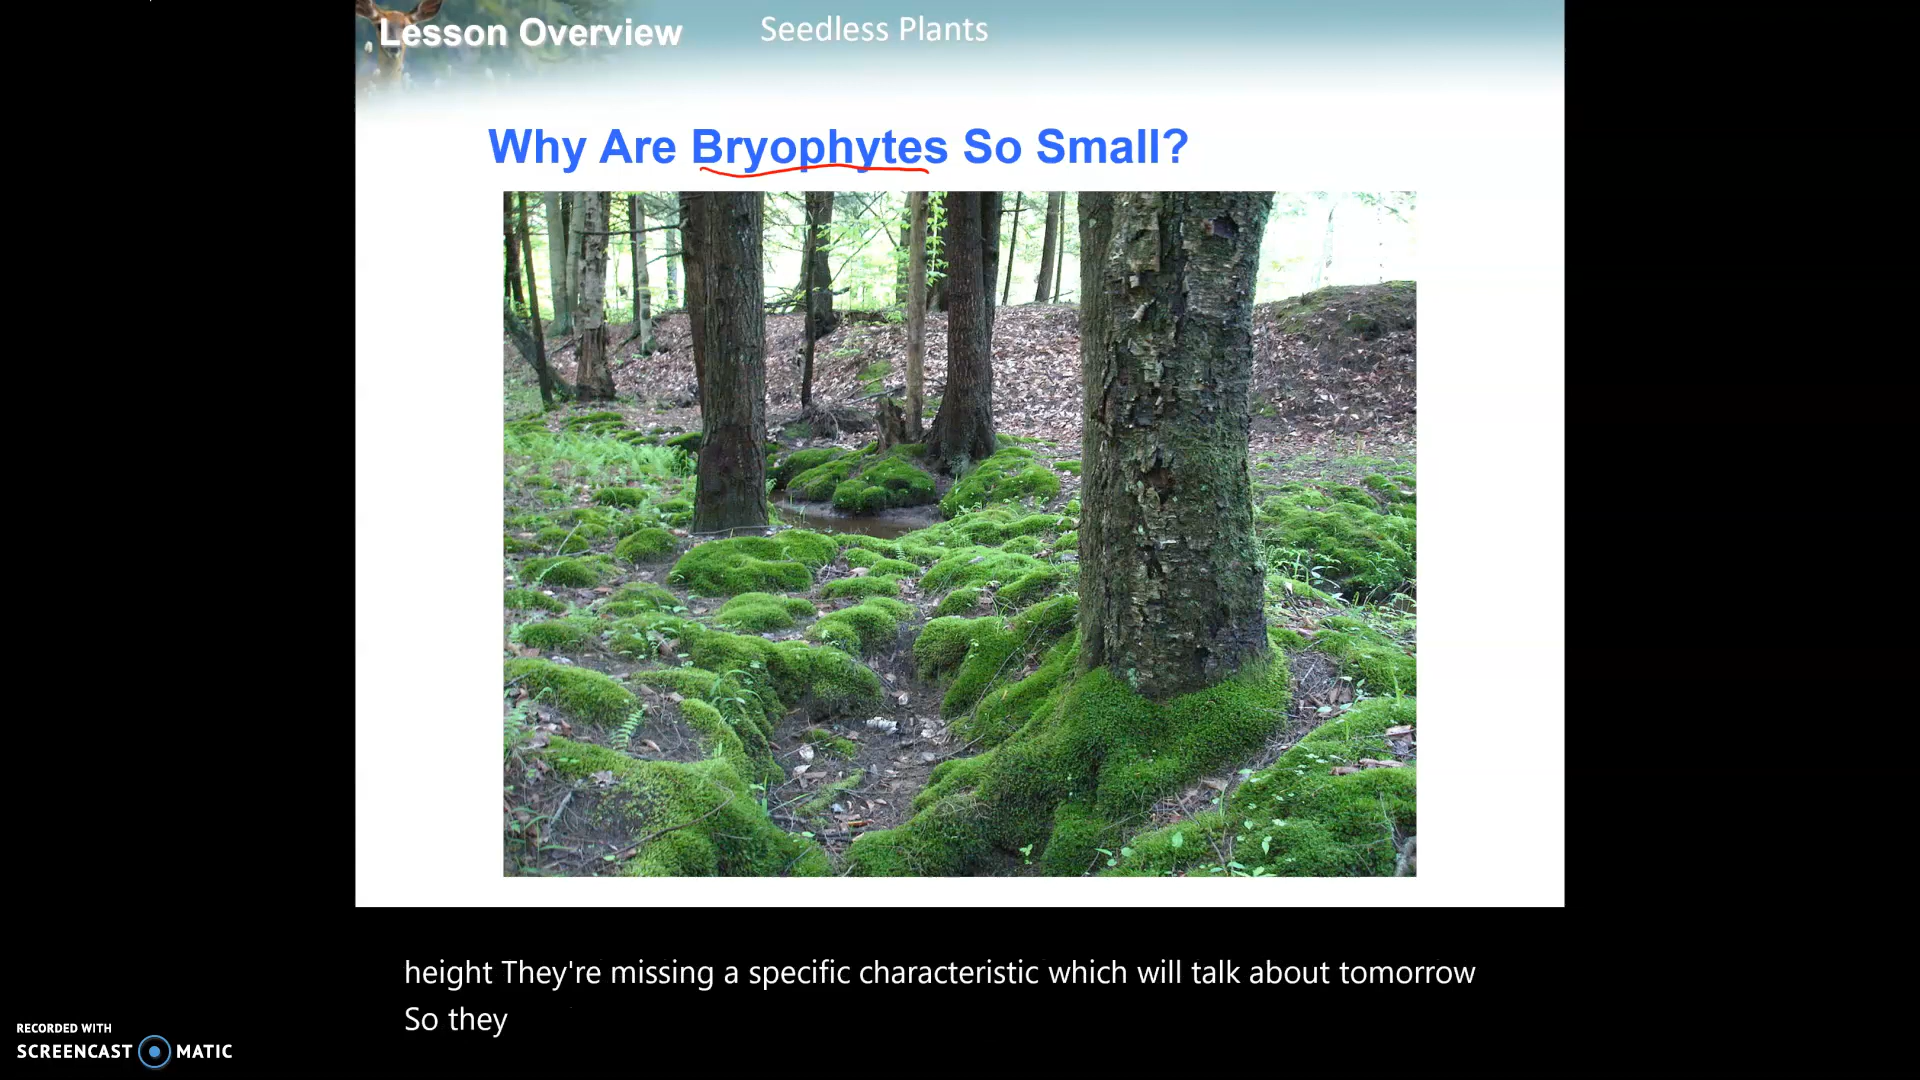 Lesson Overview
Seedless Plants
Why Are Bryophytes So Small?
height They're missing a specific characteristic which will talk about tomorrow
So they
RECORDED WITH
SCREENCAST MATIC